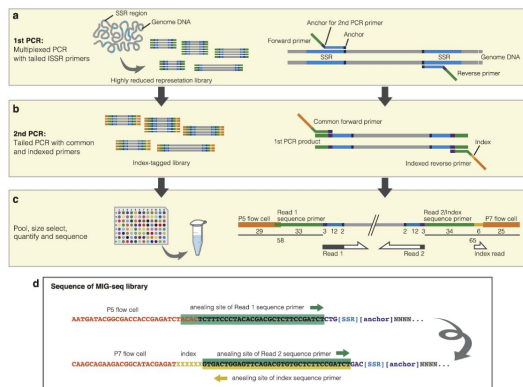 a
SSR region
Genome DNA
1st PCR:
Multiplexed PCR
with tailed ISSR primers
Highly reduced represetation library
Anchor for 2nd PCR primer
Forward primer
Anchor
SSR
SSR
Genome DNA
Reverse primer
b
2nd PCR:
Tailed PCR with common
and indexed primers
Index-tagged library
Common forward primer
1st PCR product
Index
Indexed reverse primer
c
Pool, size select,
quantify and sequence
P5 flow cell
Read 1
sequence primer
Read 2/Index
sequence primer
P7 flow cell
29
33
3 12 2
2 12 3
34
6
25
58
65
Read 1
Read 2
Index read
d
Sequence of MIG-seq library
P5 flow cell
anealing site of Read 1 sequence primer
AATGATACGGCGACCACCGAGATCTACACTCTTTCCCTACACGACGCTCTTCCGATCTCTG[SSR][anchor]NNNN...
P7 flow cell
index
anealing site of Read 2 sequence primer
CAAGCAGAAGACGGCATACGAGATXXXXXXGTGACTGGAGTTCAGACGTGTGCTCTTCCGATCTGAC[SSR][anchor]NNNN...
anealing site of index sequence primer